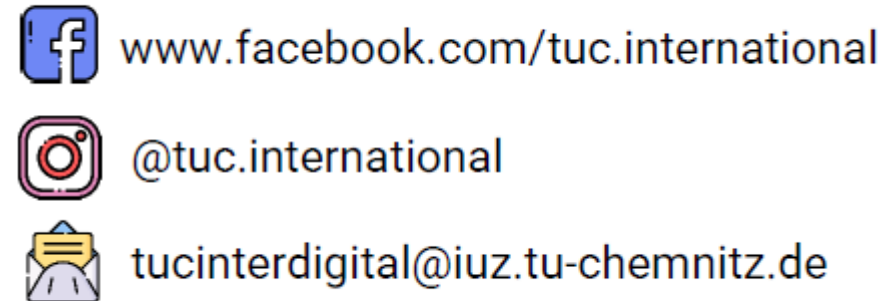 www.facebook.com/tuc.international
@tuc.international
tucinterdigital@iuz.tu-chemnitz.de